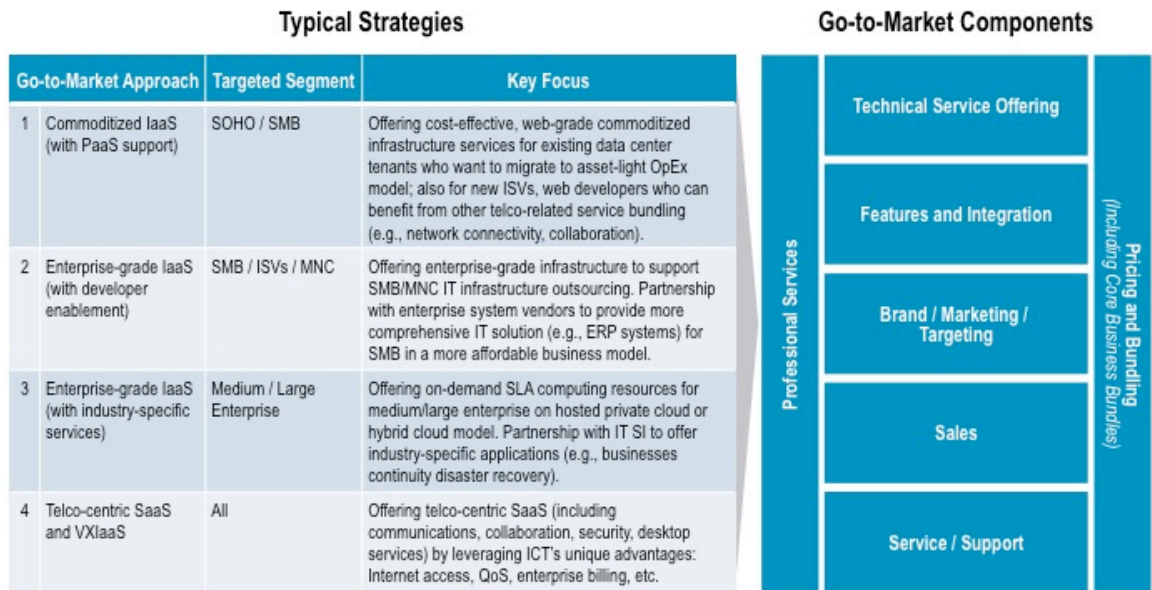 Typical Strategies
Go-to-Market Components
Go-to-Market Approach
Targeted Segment
Key Focus
1
Commoditized IaaS
(with PaaS support)
SOHO / SMB
Offering cost-effective, web-grade commoditized
infrastructure services for existing data center
tenants who want to migrate to asset-light OpEx
model; also for new ISVs, web developers who can
benefit from other telco-related service bundling
(e.g., network connectivity, collaboration).
2
Enterprise-grade IaaS
(with developer
enablement)
SMB / ISVs / MNC
Offering enterprise-grade infrastructure to support
SMB/MNC IT infrastructure outsourcing. Partnership
with enterprise system vendors to provide more
comprehensive IT solution (e.g., ERP systems) for
SMB in a more affordable business model.
3
Enterprise-grade IaaS
(with industry-specific
services)
Medium / Large
Enterprise
Offering on-demand SLA computing resources for
medium/large enterprise on hosted private cloud or
hybrid cloud model. Partnership with IT SI to offer
industry-specific applications (e.g., businesses
continuity disaster recovery).
4
Telco-centric SaaS
and VXIaaS
All
Offering telco-centric SaaS (including
communications, collaboration, security, desktop
services) by leveraging ICT's unique advantages:
Internet access, QoS, enterprise billing, etc.
Professional Services
Technical Service Offering
Features and Integration
Brand / Marketing /
Targeting
Sales
Service / Support
Pricing and Bundling
(Including Core Business Bundles)